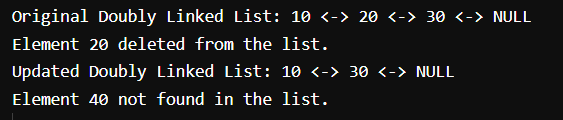 Original Doubly Linked List: 10 <-> 20 <-> 30 <-> NULL
Element 20 deleted from the list.
Updated Doubly Linked List: 10 <-> 30 <-> NULL
Element 40 not found in the list.